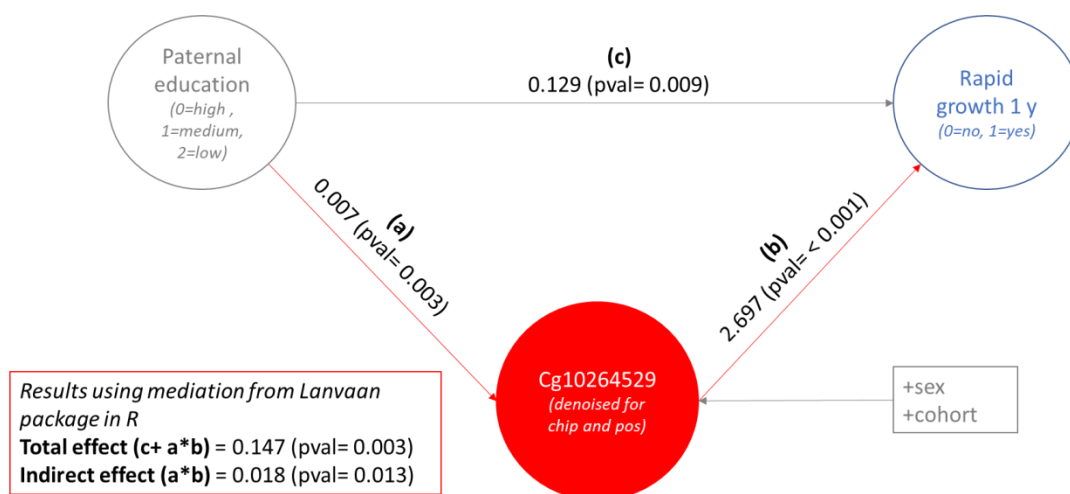 Paternal
education
(0=high ,
1=medium,
2=low)
(c)
0.129 (pval= 0.009)
Rapid
growth 1 y
(0=no, 1=yes)
(a)
0.007 (pval= 0.003)
(b)
2.697 (pval= < 0.001)
Cg10264529
(denoised for
chip and pos)
+sex
+cohort
Results using mediation from Lanvaan
package in R
Total effect (c+ a*b) = 0.147 (pval= 0.003)
Indirect effect (a*b) = 0.018 (pval= 0.013)